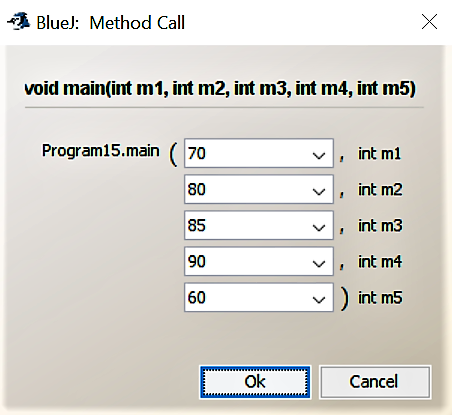 BlueJ: Method Call
void main(int m1, int m2, int m3, int m4, int m5)
Program15.main ( 70 , int m1
80 , int m2
85 , int m3
90 , int m4
60 ) int m5
Ok Cancel